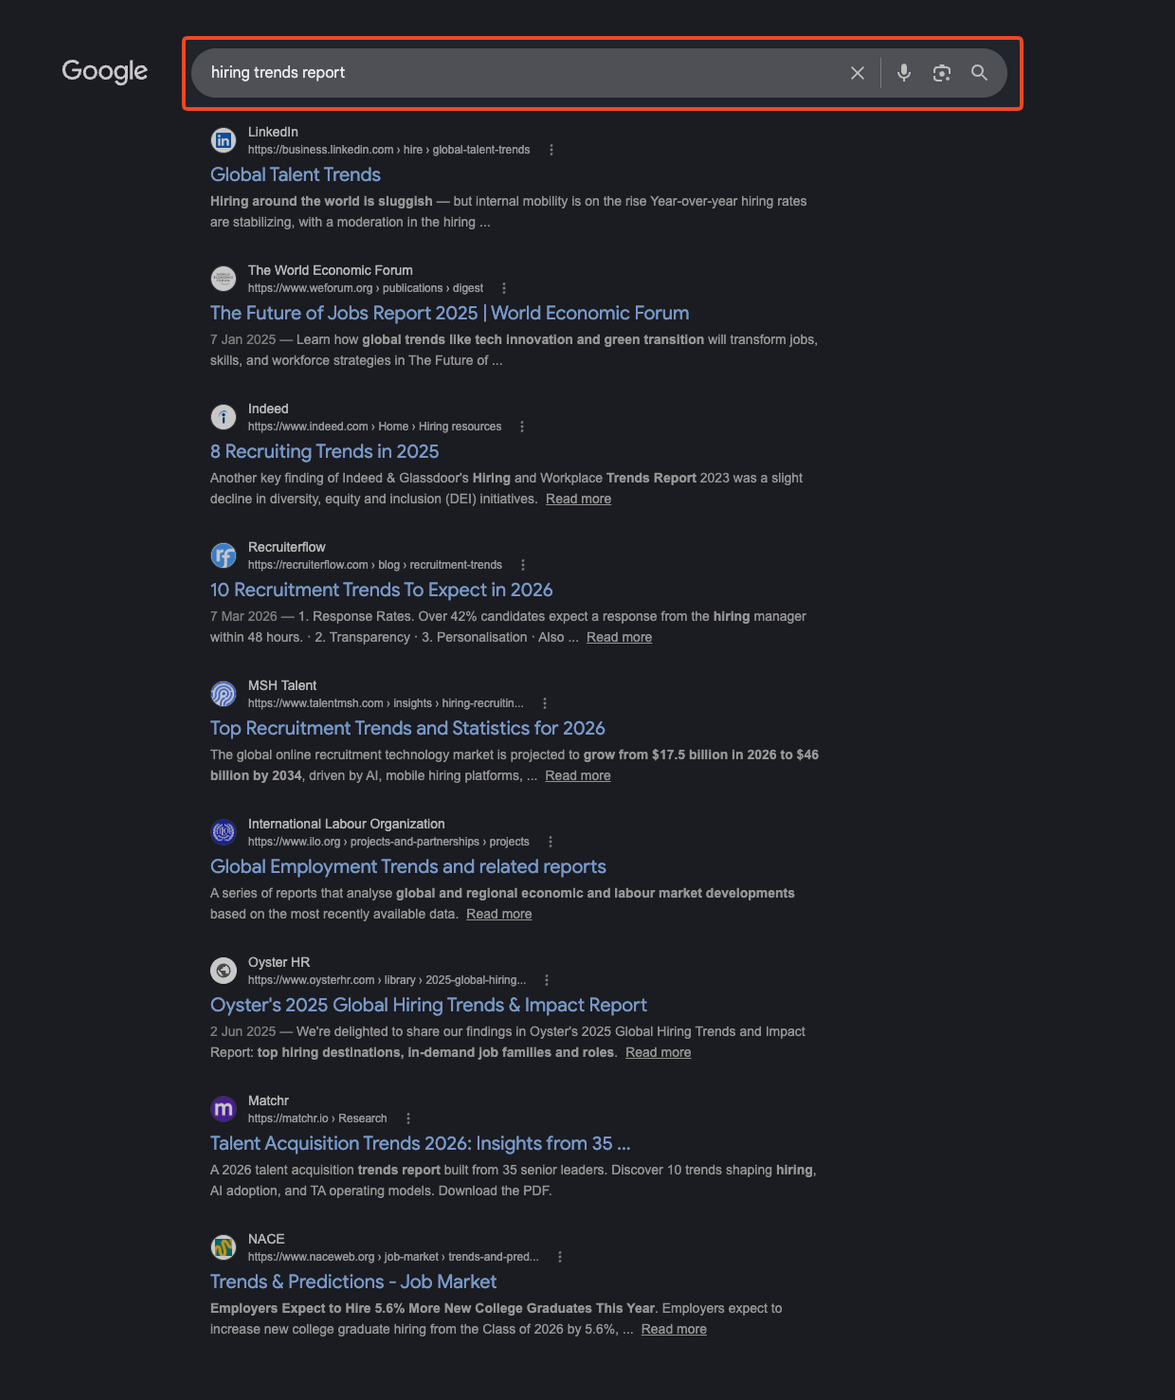 Google
hiring trends report
LinkedIn
https://business.linkedin.com › hire › global-talent-trends
Global Talent Trends
Hiring around the world is sluggish — but internal mobility is on the rise Year-over-year hiring rates
are stabilizing, with a moderation in the hiring ...
The World Economic Forum
https://www.weforum.org › publications › digest
The Future of Jobs Report 2025 | World Economic Forum
7 Jan 2025 — Learn how global trends like tech innovation and green transition will transform jobs,
skills, and workforce strategies in The Future of ...
Indeed
https://www.indeed.com › Home › Hiring resources
8 Recruiting Trends in 2025
Another key finding of Indeed & Glassdoor's Hiring and Workplace Trends Report 2023 was a slight
decline in diversity, equity and inclusion (DEI) initiatives. Read more
Recruiterflow
https://recruiterflow.com › blog › recruitment-trends
10 Recruitment Trends To Expect in 2026
7 Mar 2026 — 1. Response Rates. Over 42% candidates expect a response from the hiring manager
within 48 hours. · 2. Transparency · 3. Personalisation · Also ... Read more
MSH Talent
https://www.talentmsh.com › insights › hiring-recruitin...
Top Recruitment Trends and Statistics for 2026
The global online recruitment technology market is projected to grow from $17.5 billion in 2026 to $46
billion by 2034, driven by AI, mobile hiring platforms, ... Read more
International Labour Organization
https://www.ilo.org › projects-and-partnerships › projects
Global Employment Trends and related reports
A series of reports that analyse global and regional economic and labour market developments
based on the most recently available data. Read more
Oyster HR
https://www.oysterhr.com › library › 2025-global-hiring...
Oyster's 2025 Global Hiring Trends & Impact Report
2 Jun 2025 — We're delighted to share our findings in Oyster's 2025 Global Hiring Trends and Impact
Report: top hiring destinations, in-demand job families and roles. Read more
Matchr
https://matchr.io › Research
Talent Acquisition Trends 2026: Insights from 35 ...
A 2026 talent acquisition trends report built from 35 senior leaders. Discover 10 trends shaping hiring,
AI adoption, and TA operating models. Download the PDF.
NACE
https://www.naceweb.org › job-market › trends-and-pred...
Trends & Predictions - Job Market
Employers Expect to Hire 5.6% More New College Graduates This Year. Employers expect to
increase new college graduate hiring from the Class of 2026 by 5.6%, ... Read more